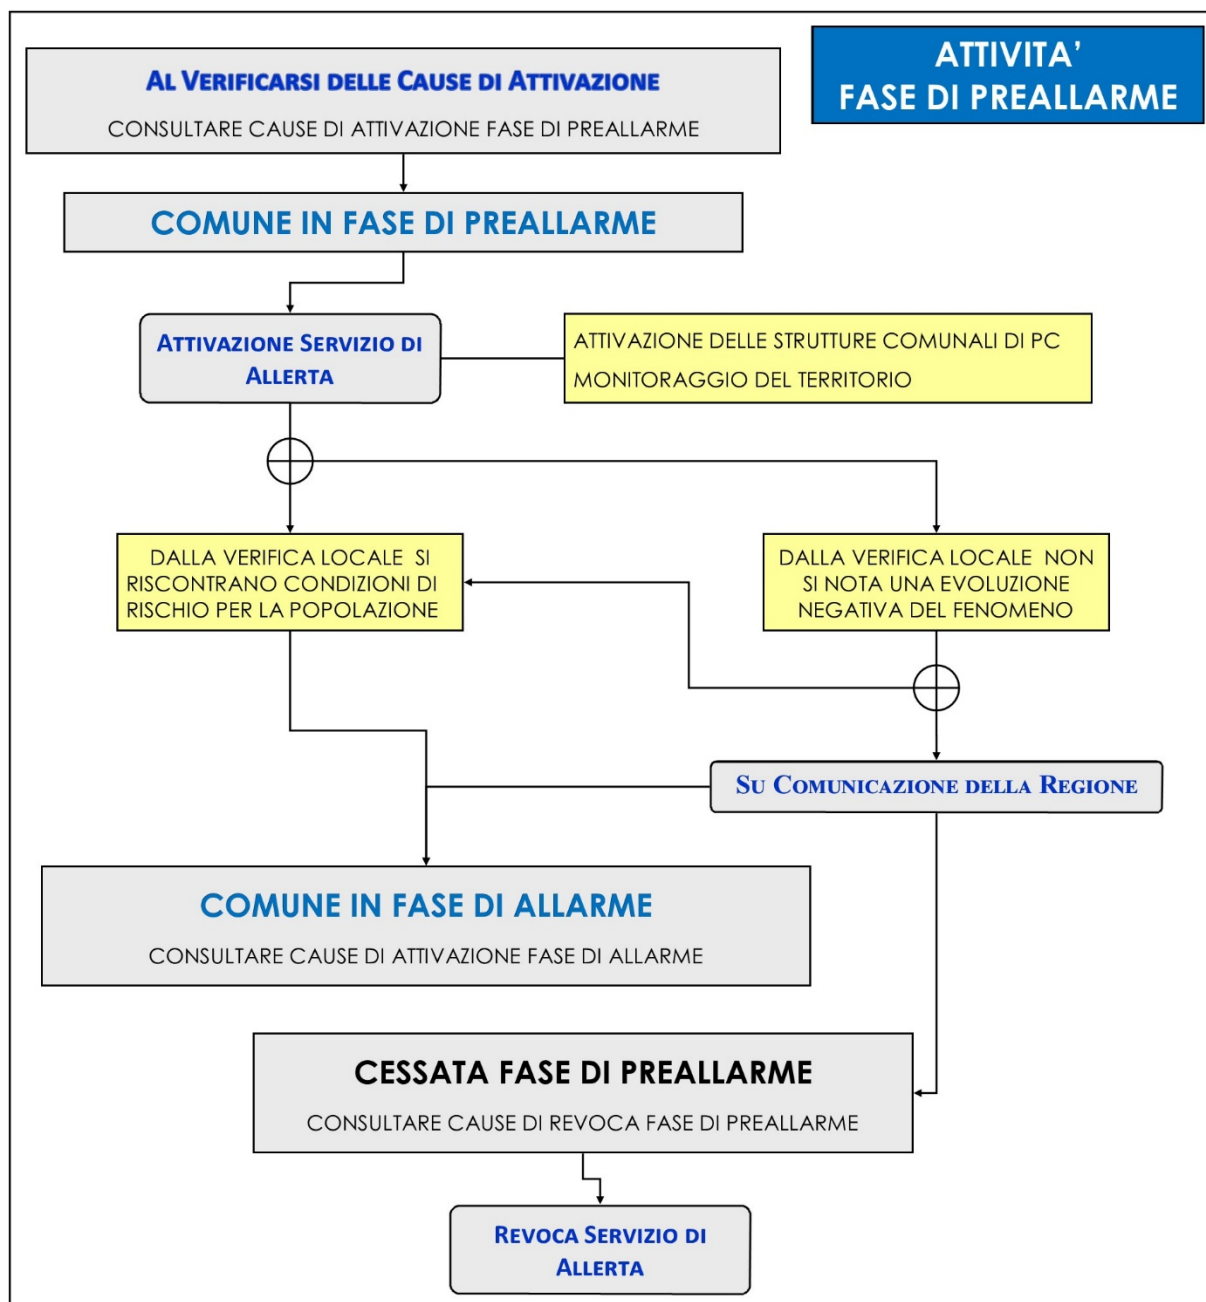 ATTIVITA’
FASE DI PREALLARME
AL VERIFICARSI DELLE CAUSE DI ATTIVAZIONE
CONSULTARE CAUSE DI ATTIVAZIONE FASE DI PREALLARME
COMUNE IN FASE DI PREALLARME
ATTIVAZIONE SERVIZIO DI
ALLERTA
ATTIVAZIONE DELLE STRUTTURE COMUNALI DI PC
MONITORAGGIO DEL TERRITORIO
DALLA VERIFICA LOCALE SI
RISCONTRANO CONDIZIONI DI
RISCHIO PER LA POPOLAZIONE
DALLA VERIFICA LOCALE NON
SI NOTA UNA EVOLUZIONE
NEGATIVA DEL FENOMENO
SU COMUNICAZIONE DELLA REGIONE
COMUNE IN FASE DI ALLARME
CONSULTARE CAUSE DI ATTIVAZIONE FASE DI ALLARME
CESSATA FASE DI PREALLARME
CONSULTARE CAUSE DI REVOCA FASE DI PREALLARME
REVOCA SERVIZIO DI
ALLERTA